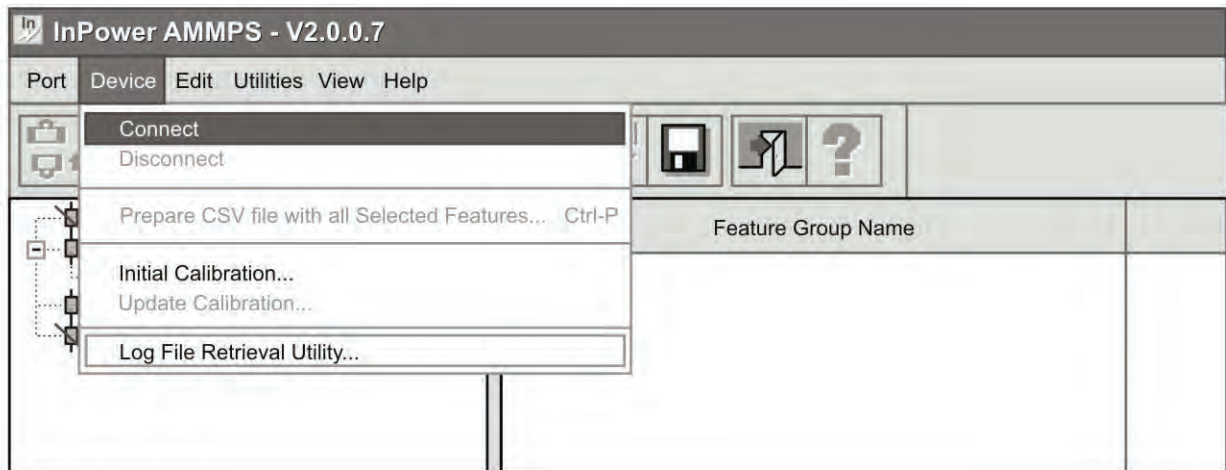 In
InPower AMMPS - V2.0.0.7
Port Device Edit Utilities View Help
Connect
Disconnect
Prepare CSV file with all Selected Features... Ctrl-P
Feature Group Name
Initial Calibration...
Update Calibration...
Log File Retrieval Utility...